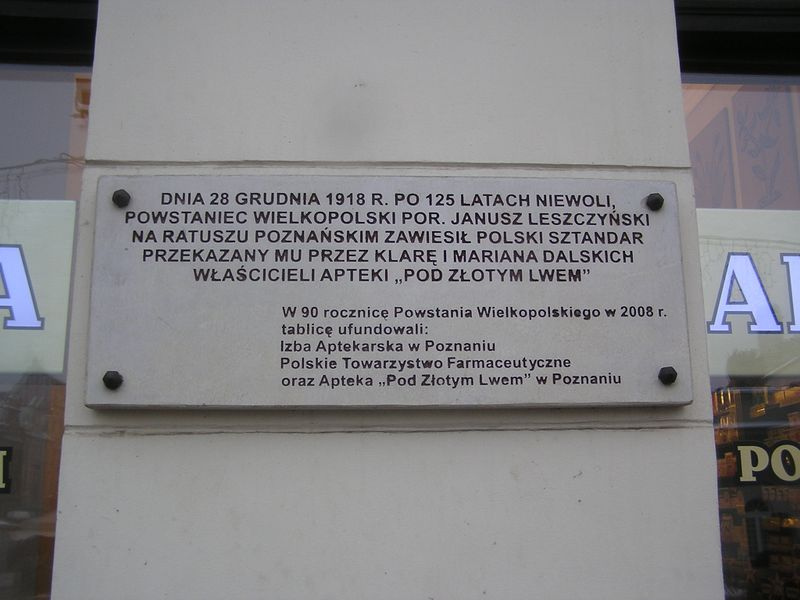 DNIA 28 GRUDNIA 1918 R. PO 125 LATACH NIEWOLI,
POWSTANIEC WIELKOPOLSKI POR. JANUSZ LESZCZYŃSKI
NA RATUSZU POZNAŃSKIM ZAWIESIŁ POLSKI SZTANDAR
PRZEKAZANY MU PRZEZ KLARĘ I MARIANA DALSKICH
WŁAŚCICIELI APTEKI „POD ZŁOTYM LWEM”
W 90 rocznicę Powstania Wielkopolskiego w 2008 r.
tablicę ufundowali:
Izba Aptekarska w Poznaniu
Polskie Towarzystwo Farmaceutyczne
oraz Apteka „Pod Złotym Lwem” w Poznaniu
A
AP
PO